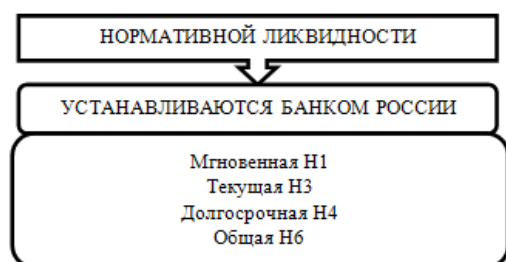 НОРМАТИВНОЙ ЛИКВИДНОСТИ
УСТАНАВЛИВАЮТСЯ БАНКОМ РОССИИ
Мгновенная Н1
Текущая Н3
Долгосрочная Н4
Общая Н6